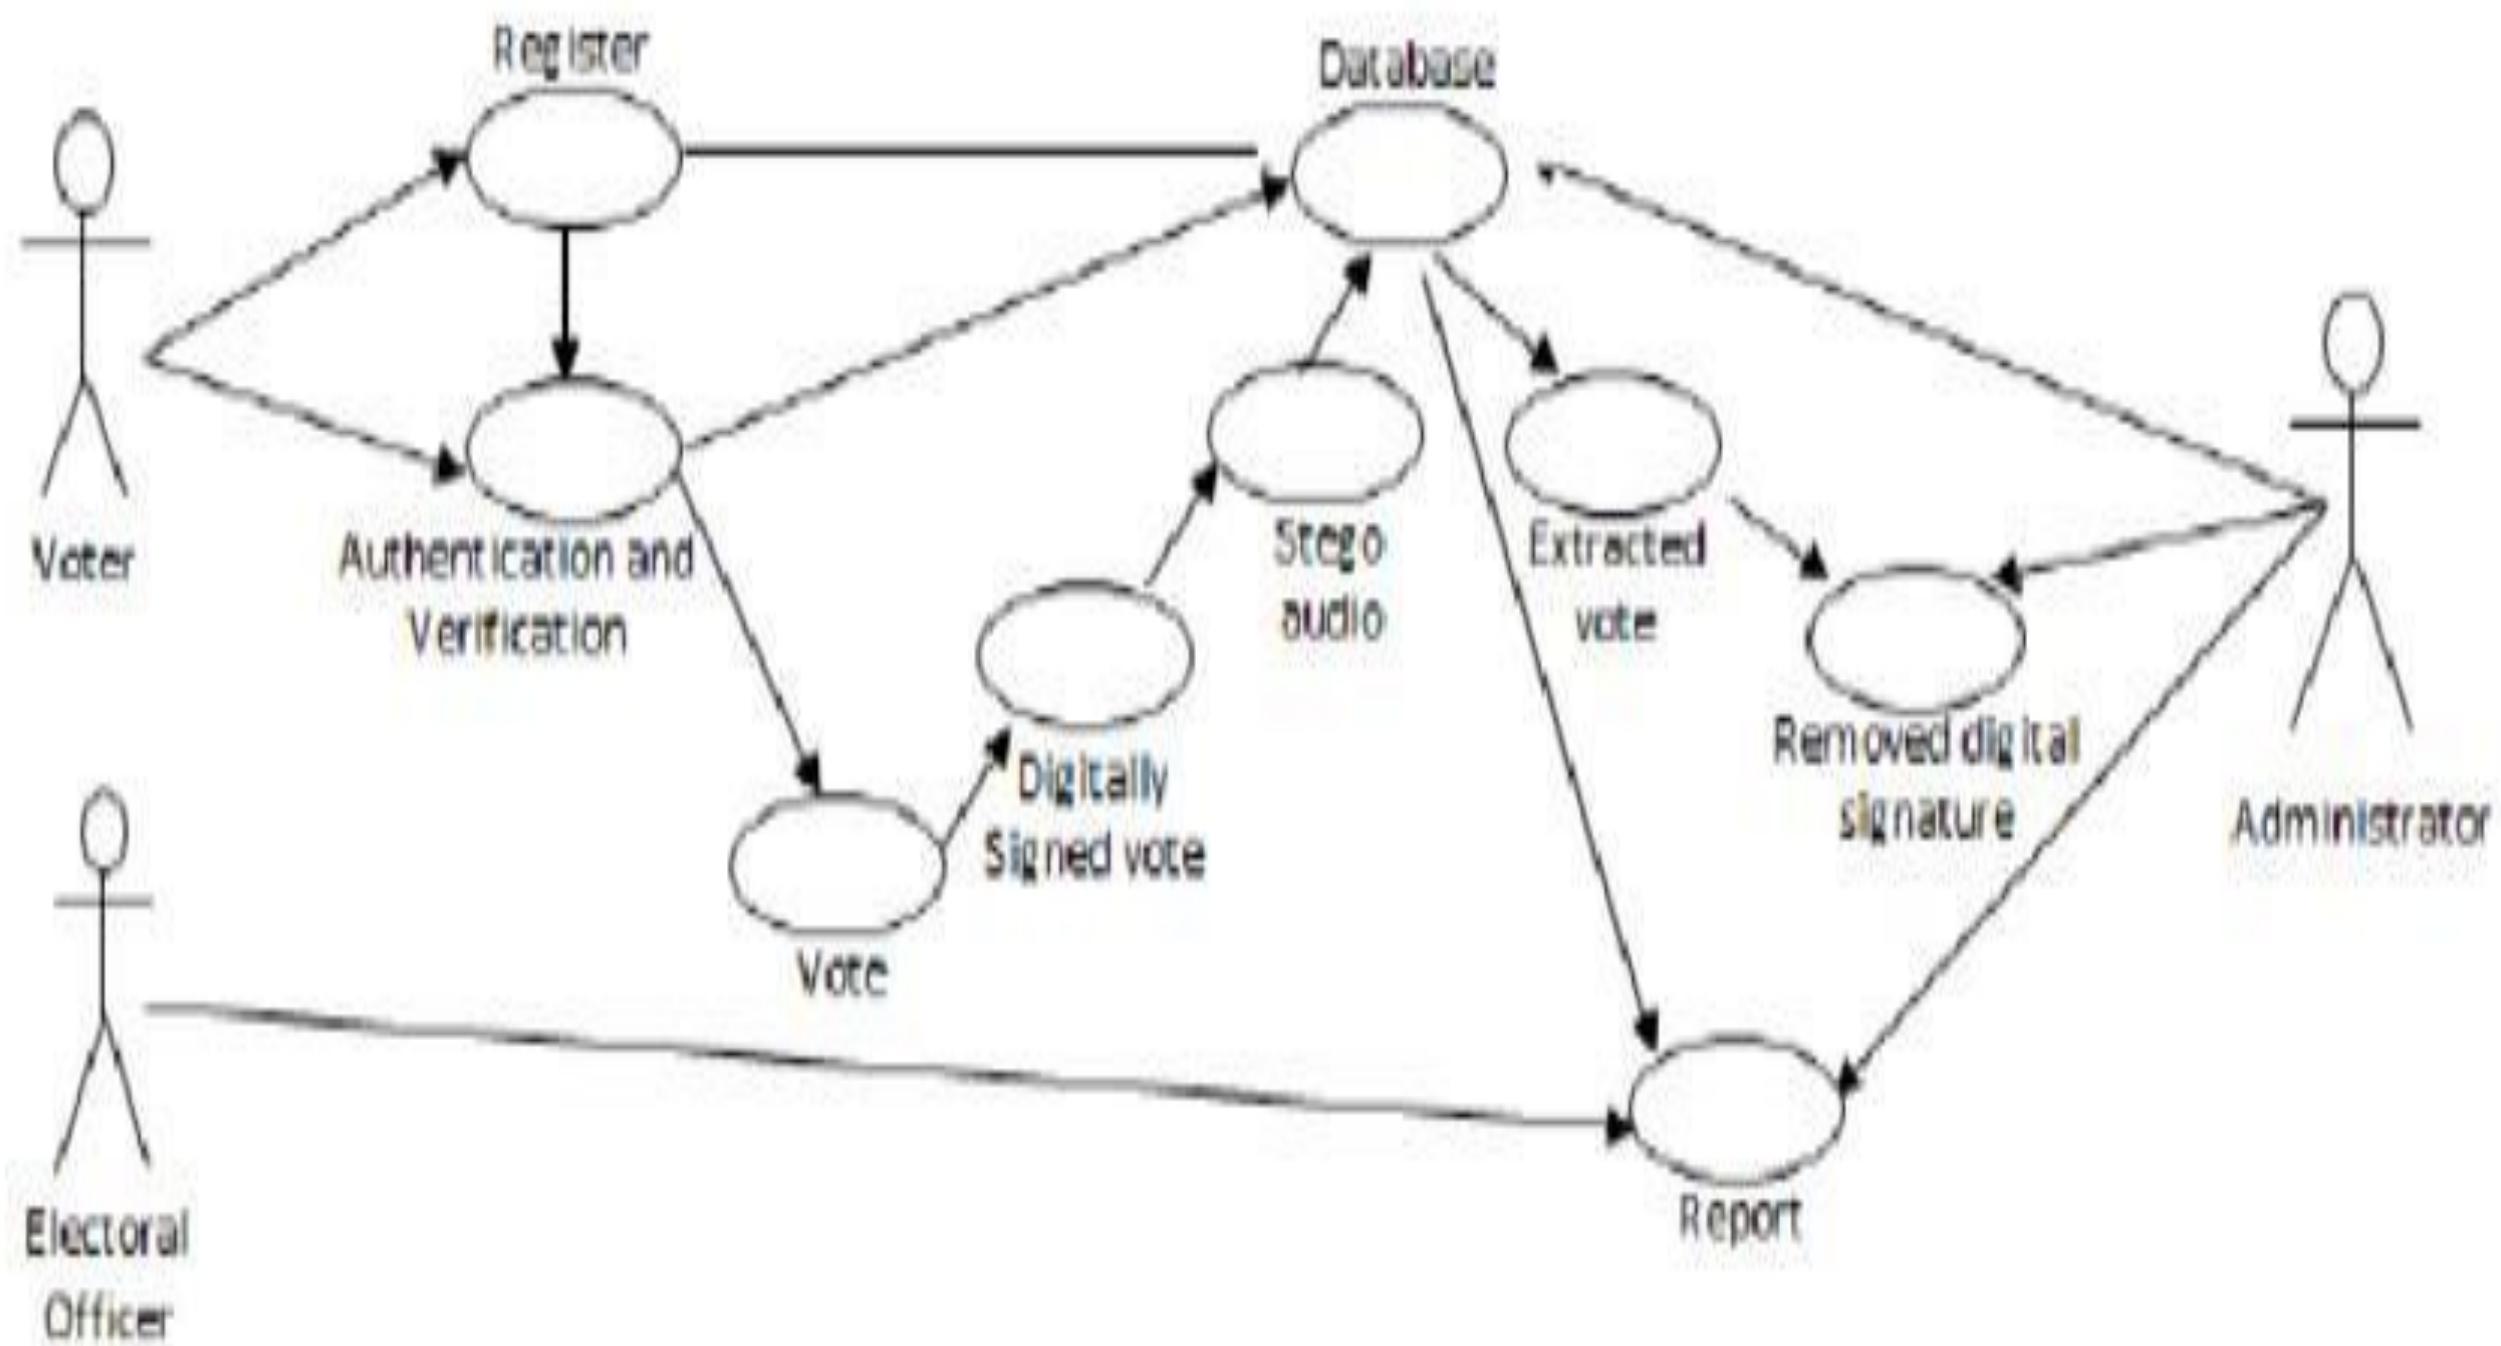 Register
Database
Voter
Authentication and
Verification
Stego
audio
Extracted
vote
Digitally
Signed vote
Removed digital
signature
Administrator
Vote
Electoral
Officer
Report